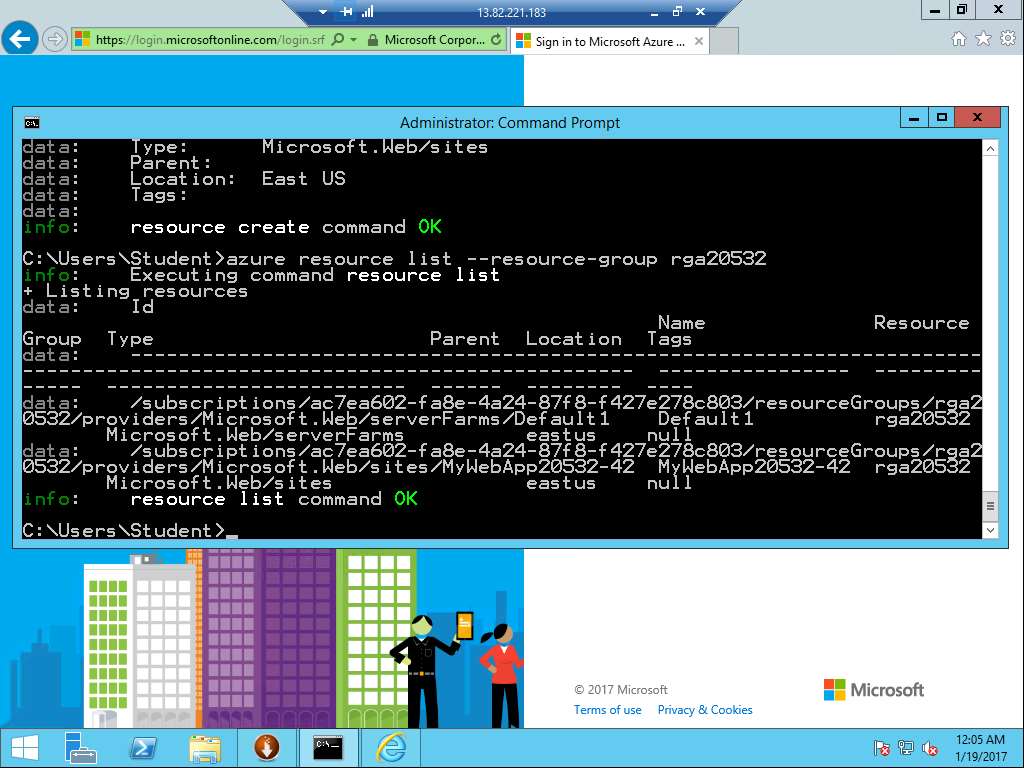 13.82.221.183
https://login.microsoftonline.com/login.srf
Microsoft Corpor...
Sign in to Microsoft Azure ...
Administrator: Command Prompt
data:    Type:      Microsoft.Web/sites
data:    Parent:
data:    Location:  East US
data:    Tags:
data:
info:    resource create command OK
C:\Users\Student>azure resource list --resource-group rga20532
info:    Executing command resource list
+ Listing resources
data:    Id
Name              Resource
Group  Type                       Parent  Location  Tags
data:    -----------------------------------------------------------------------
---------------------------------------------------  ----------------  --------
-----  -------------------------  ------  --------  ----
data:    /subscriptions/ac7ea602-fa8e-4a24-87f8-f427e278c803/resourceGroups/rga2
0532/providers/Microsoft.Web/serverFarms/Default1    Default1          rga20532
Microsoft.Web/serverFarms          eastus    null
data:    /subscriptions/ac7ea602-fa8e-4a24-87f8-f427e278c803/resourceGroups/rga2
0532/providers/Microsoft.Web/sites/MyWebApp20532-42  MyWebApp20532-42  rga20532
Microsoft.Web/sites                eastus    null
info:    resource list command OK
C:\Users\Student>_
© 2017 Microsoft
Terms of use    Privacy & Cookies
Microsoft
12:05 AM
1/19/2017